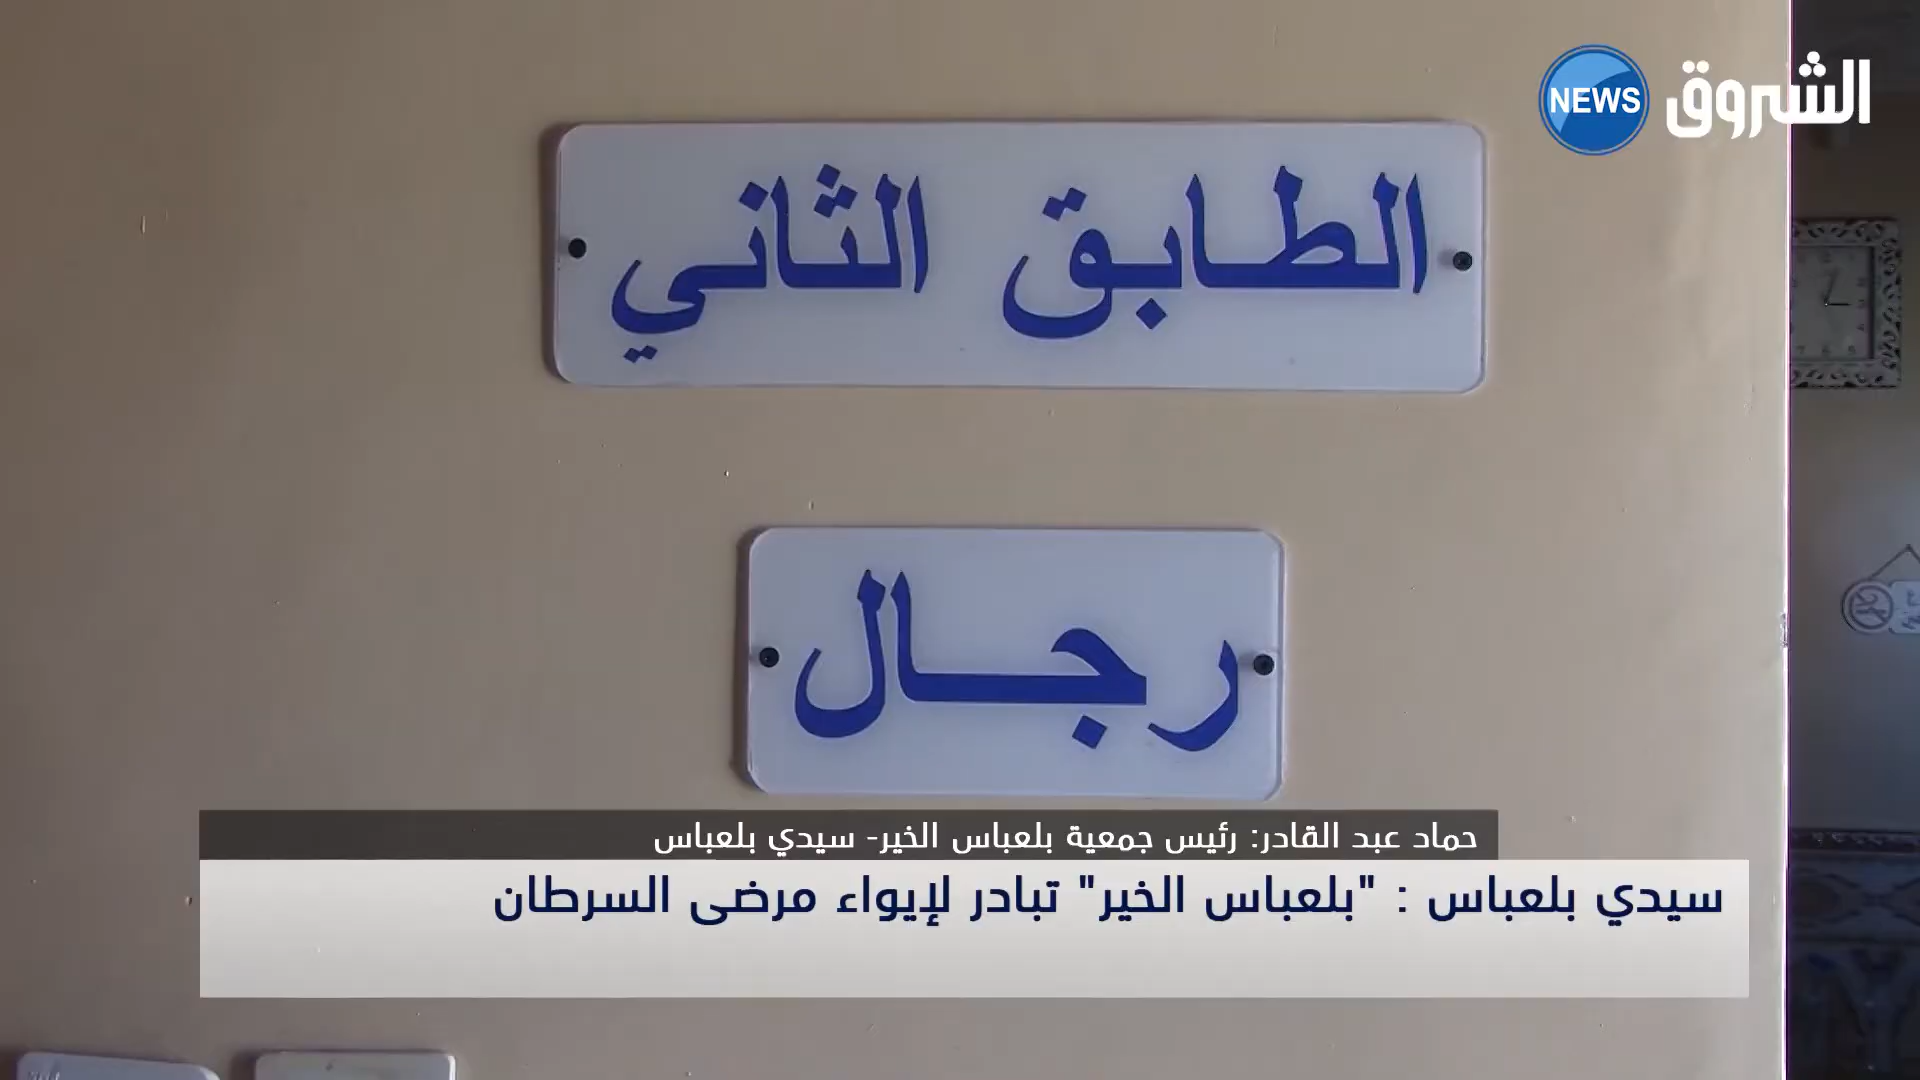 NEWS الشروق
الطابق الثاني
رجال
حماد عبد القادر: رئيس جمعية بلعباس الخير- سيدي بلعباس
سيدي بلعباس : "بلعباس الخير" تبادر لإيواء مرضى السرطان